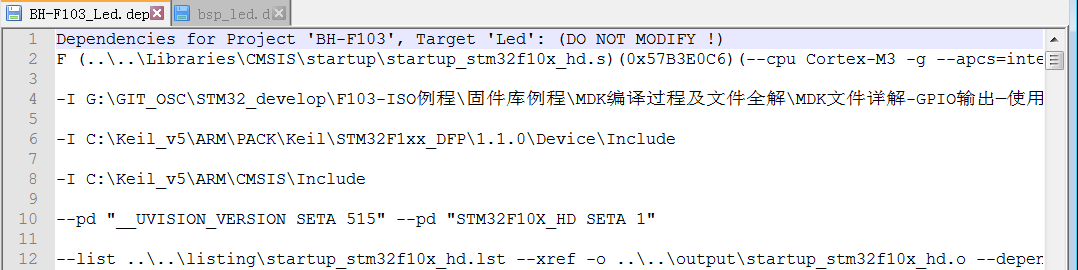 BH-F103_Led.dep bsp_led.d
1 Dependencies for Project 'BH-F103', Target 'Led': (DO NOT MODIFY !)
2 F (..\..\Libraries\CMSIS\startup\startup_stm32f10x_hd.s)(0x57B3E0C6)(--cpu Cortex-M3 -g --apcs=inte
3
4 -I G:\GIT_OSC\STM32_develop\F103-ISO例程\固件库例程\MDK编译过程及文件全解\MDK文件详解-GPIO输出—使用
5
6 -I C:\Keil_v5\ARM\PACK\Keil\STM32F1xx_DFP\1.1.0\Device\Include
7
8 -I C:\Keil_v5\ARM\CMSIS\Include
9
10 --pd "__UVISION_VERSION SETA 515" --pd "STM32F10X_HD SETA 1"
11
12 --list ..\..\listing\startup_stm32f10x_hd.lst --xref -o ..\..\output\startup_stm32f10x_hd.o --depen